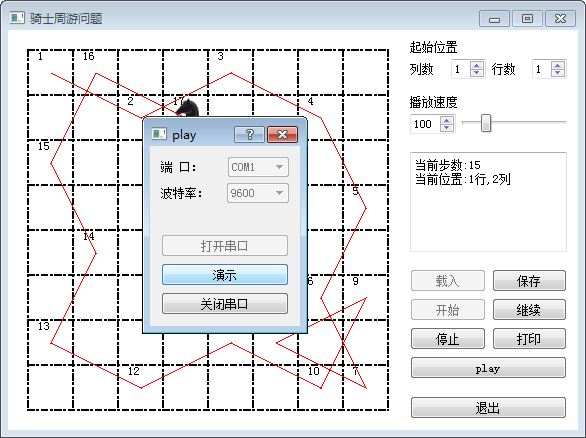 骑士周游问题
1 16 3
2 17 4
15 5
14 6 9
13 12 10 7
play
端 口： COM1
波特率： 9600
打开串口
演示
关闭串口
起始位置
列数 1 行数 1
播放速度
100
当前步数:15
当前位置:1行,2列
载入 保存
开始 继续
停止 打印
play
退出